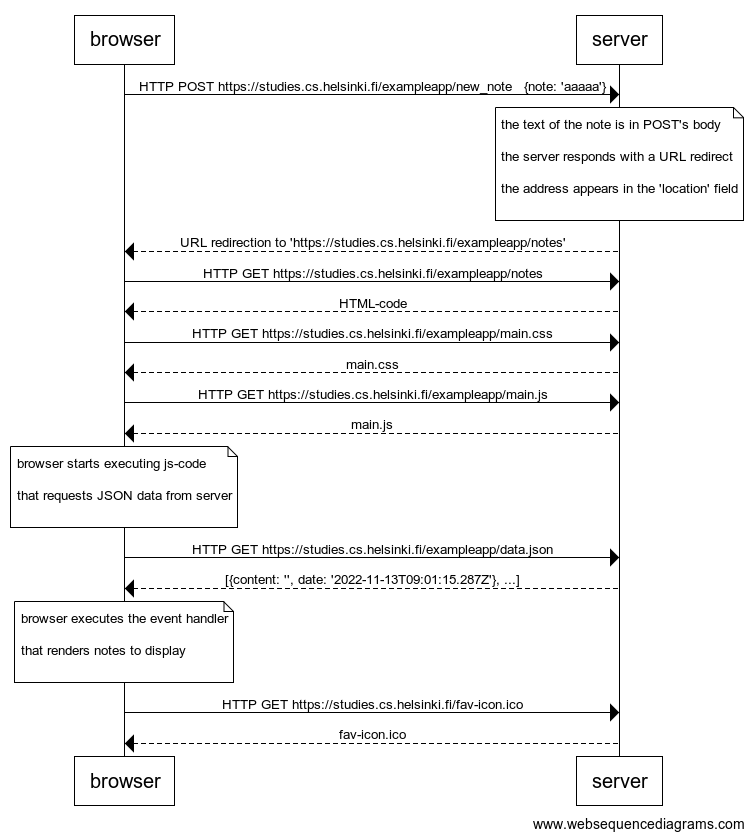 browser
server
HTTP POST https://studies.cs.helsinki.fi/exampleapp/new_note {note: 'aaaaa'}
the text of the note is in POST's body
the server responds with a URL redirect
the address appears in the 'location' field
URL redirection to 'https://studies.cs.helsinki.fi/exampleapp/notes'
HTTP GET https://studies.cs.helsinki.fi/exampleapp/notes
HTML-code
HTTP GET https://studies.cs.helsinki.fi/exampleapp/main.css
main.css
HTTP GET https://studies.cs.helsinki.fi/exampleapp/main.js
main.js
browser starts executing js-code
that requests JSON data from server
HTTP GET https://studies.cs.helsinki.fi/exampleapp/data.json
[{content: '', date: '2022-11-13T09:01:15.287Z'}, ...]
browser executes the event handler
that renders notes to display
HTTP GET https://studies.cs.helsinki.fi/fav-icon.ico
fav-icon.ico
browser
server
www.websequencediagrams.com